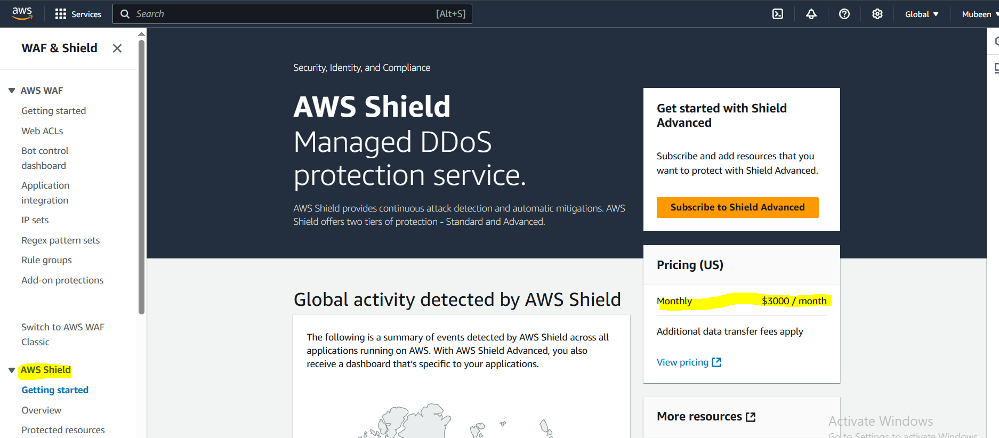 aws
Services
Search
[Alt+S]
Global
Mubeen
WAF & Shield
AWS WAF
Getting started
Web ACLs
Bot control
dashboard
Application
integration
IP sets
Regex pattern sets
Rule groups
Add-on protections
Switch to AWS WAF
Classic
AWS Shield
Getting started
Overview
Protected resources
Security, Identity, and Compliance
AWS Shield
Managed DDoS
protection service.
AWS Shield provides continuous attack detection and automatic mitigations. AWS
Shield offers two tiers of protection - Standard and Advanced.
Get started with Shield
Advanced
Subscribe and add resources that you
want to protect with Shield Advanced.
Subscribe to Shield Advanced
Pricing (US)
Monthly $3000 / month
Additional data transfer fees apply
View pricing
Global activity detected by AWS Shield
The following is a summary of events detected by AWS Shield across all
applications running on AWS. With AWS Shield Advanced, you also
receive a dashboard that's specific to your applications.
More resources
Activate Windows
Go to Settings to activate Windows.